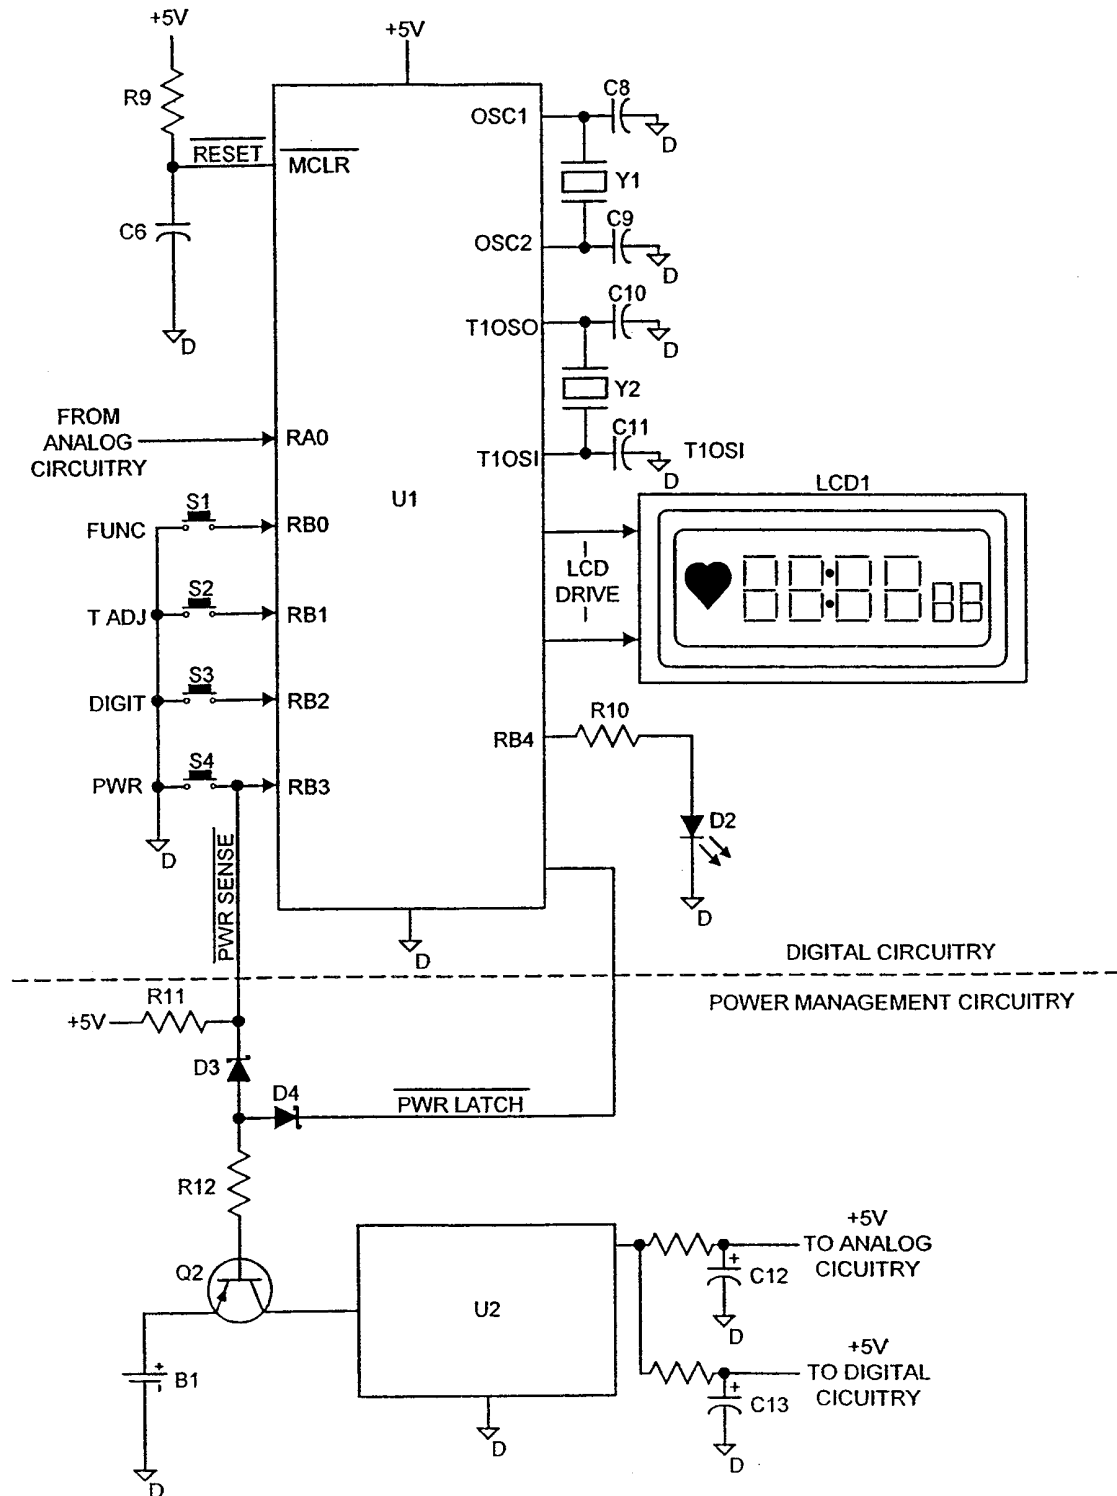 +5V
+5V
R9
RESET
MCLR
C6
D
OSC1
C8
D
Y1
C9
OSC2
D
C10
T1OSO
D
Y2
C11
T1OSI
D
T1OSI
FROM
ANALOG
CIRCUITRY
RA0
U1
LCD1
S1
FUNC
RB0
LCD
DRIVE
S2
T ADJ
RB1
S3
DIGIT
RB2
R10
RB4
S4
PWR
RB3
D
D2
D
PWR SENSE
D
DIGITAL CIRCUITRY
POWER MANAGEMENT CIRCUITRY
R11
+5V
D3
D4
PWR LATCH
R12
Q2
U2
+5V
TO ANALOG
CICUITRY
+
C12
D
+
B1
D
+5V
TO DIGITAL
CICUITRY
+
C13
D
D